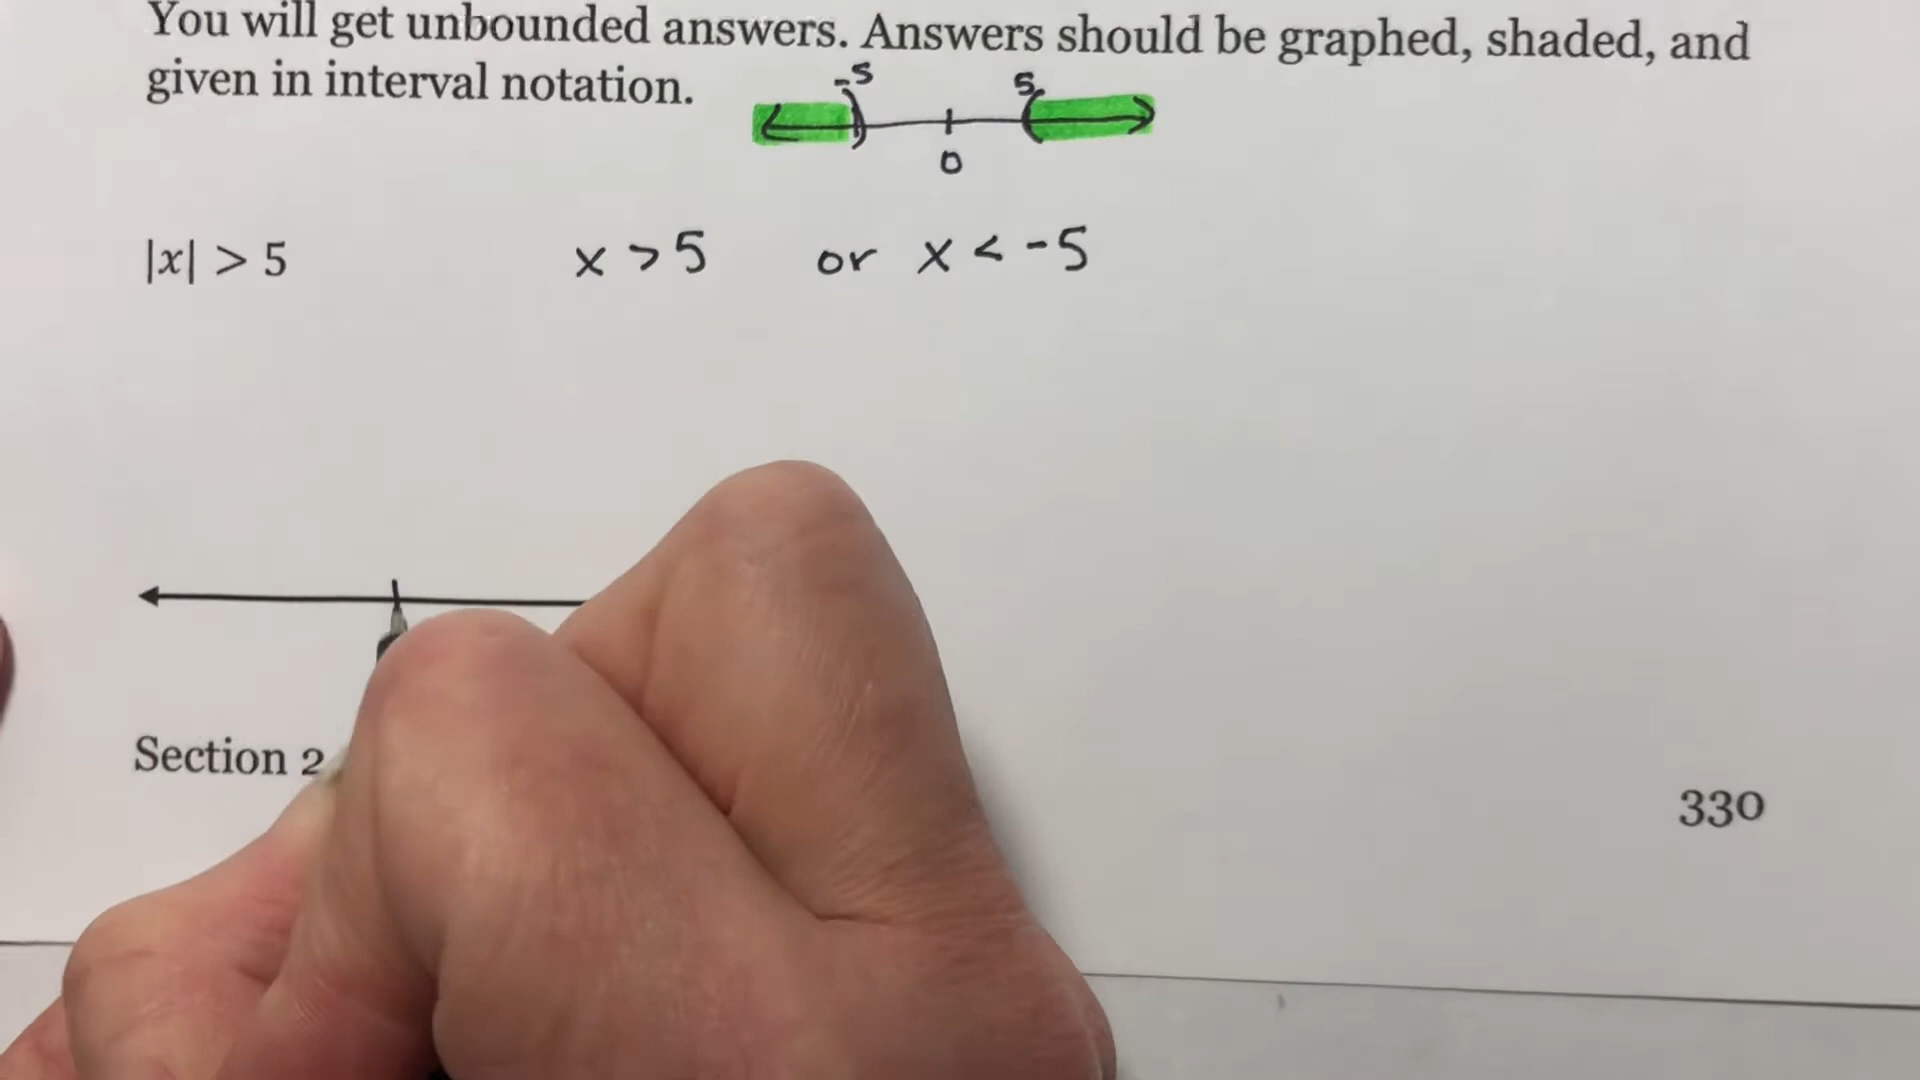 You will get unbounded answers. Answers should be graphed, shaded, and
given in interval notation.
-5 5
0
|x| > 5 x > 5 or x < -5
Section 2
330